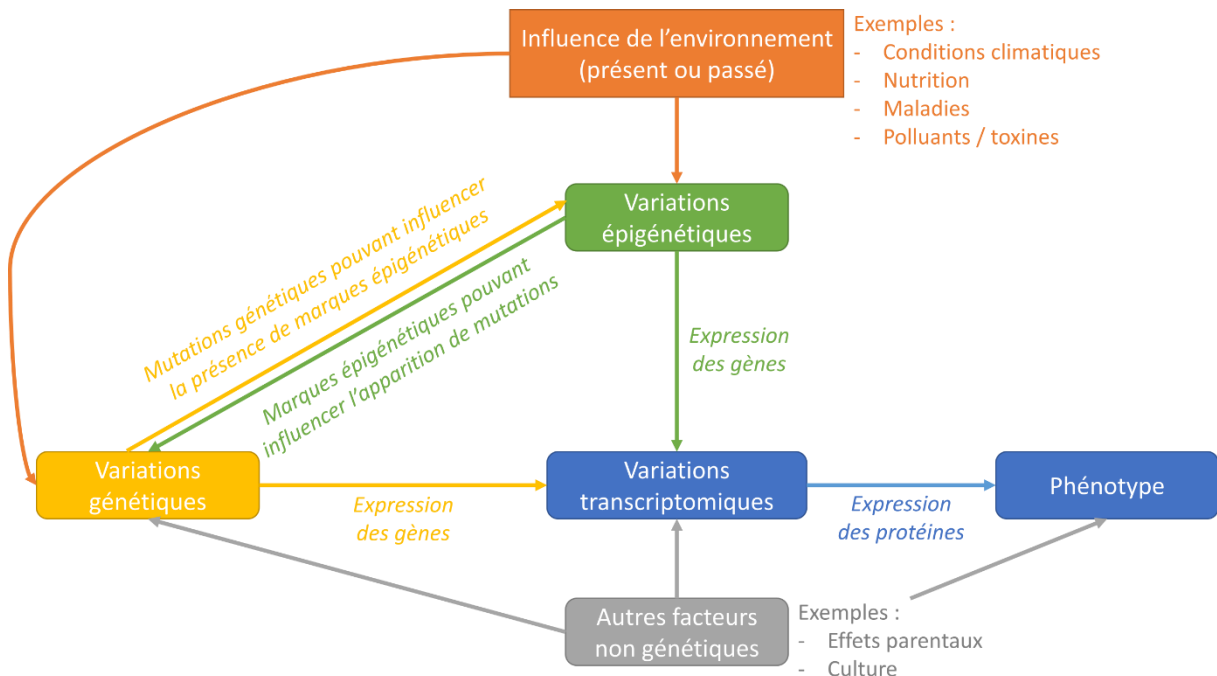 Influence de l'environnement
(présent ou passé)
Exemples :
- Conditions climatiques
- Nutrition
- Maladies
- Polluants / toxines
Variations
épigénétiques
Mutations génétiques pouvant influencer
la présence de marques épigénétiques
Marques épigénétiques pouvant
influencer l'apparition de mutations
Expression
des gènes
Variations
génétiques
Expression
des gènes
Variations
transcriptomiques
Expression
des protéines
Phénotype
Autres facteurs
non génétiques
Exemples :
- Effets parentaux
- Culture